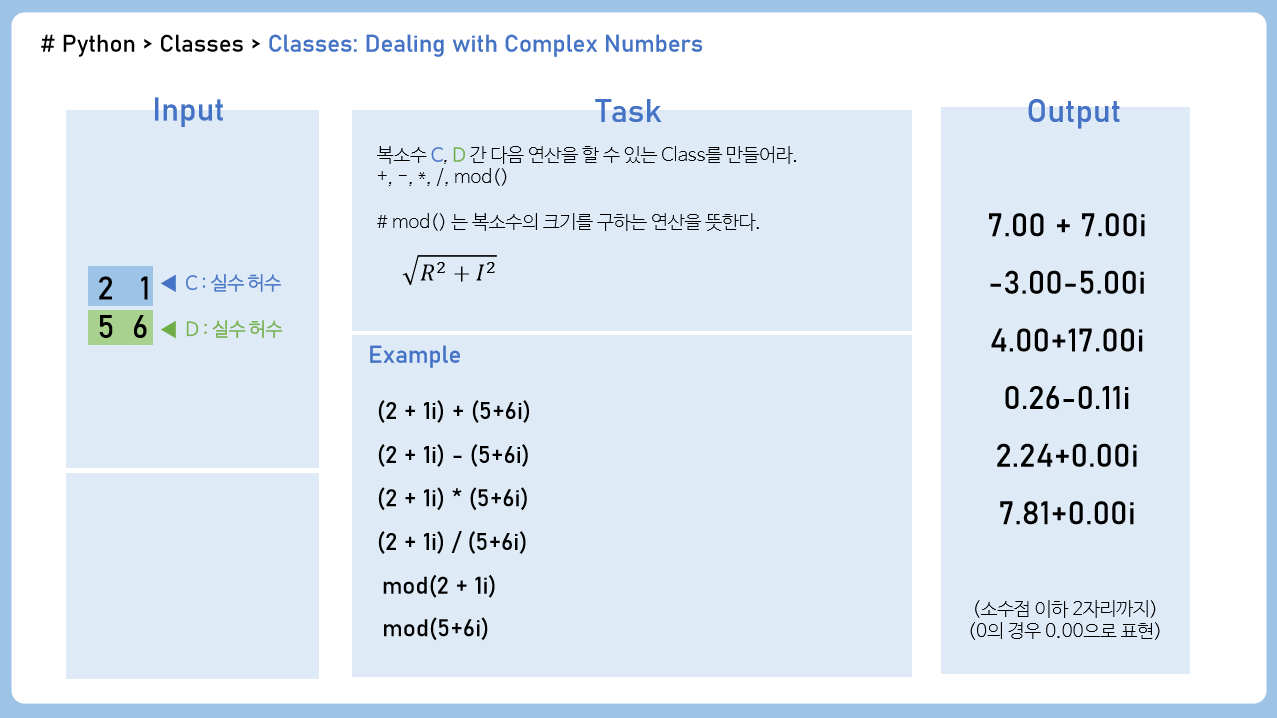 # Python > Classes > Classes: Dealing with Complex Numbers
Input
2 1 ◀ C : 실수 허수
5 6 ◀ D : 실수 허수
Task
복소수 C, D 간 다음 연산을 할 수 있는 Class를 만들어라.
+, -, *, /, mod()
# mod() 는 복소수의 크기를 구하는 연산을 뜻한다.
√R² + I²
Example
(2 + 1i) + (5+6i)
(2 + 1i) - (5+6i)
(2 + 1i) * (5+6i)
(2 + 1i) / (5+6i)
mod(2 + 1i)
mod(5+6i)
Output
7.00 + 7.00i
-3.00-5.00i
4.00+17.00i
0.26-0.11i
2.24+0.00i
7.81+0.00i
(소수점 이하 2자리까지)
(0의 경우 0.00으로 표현)